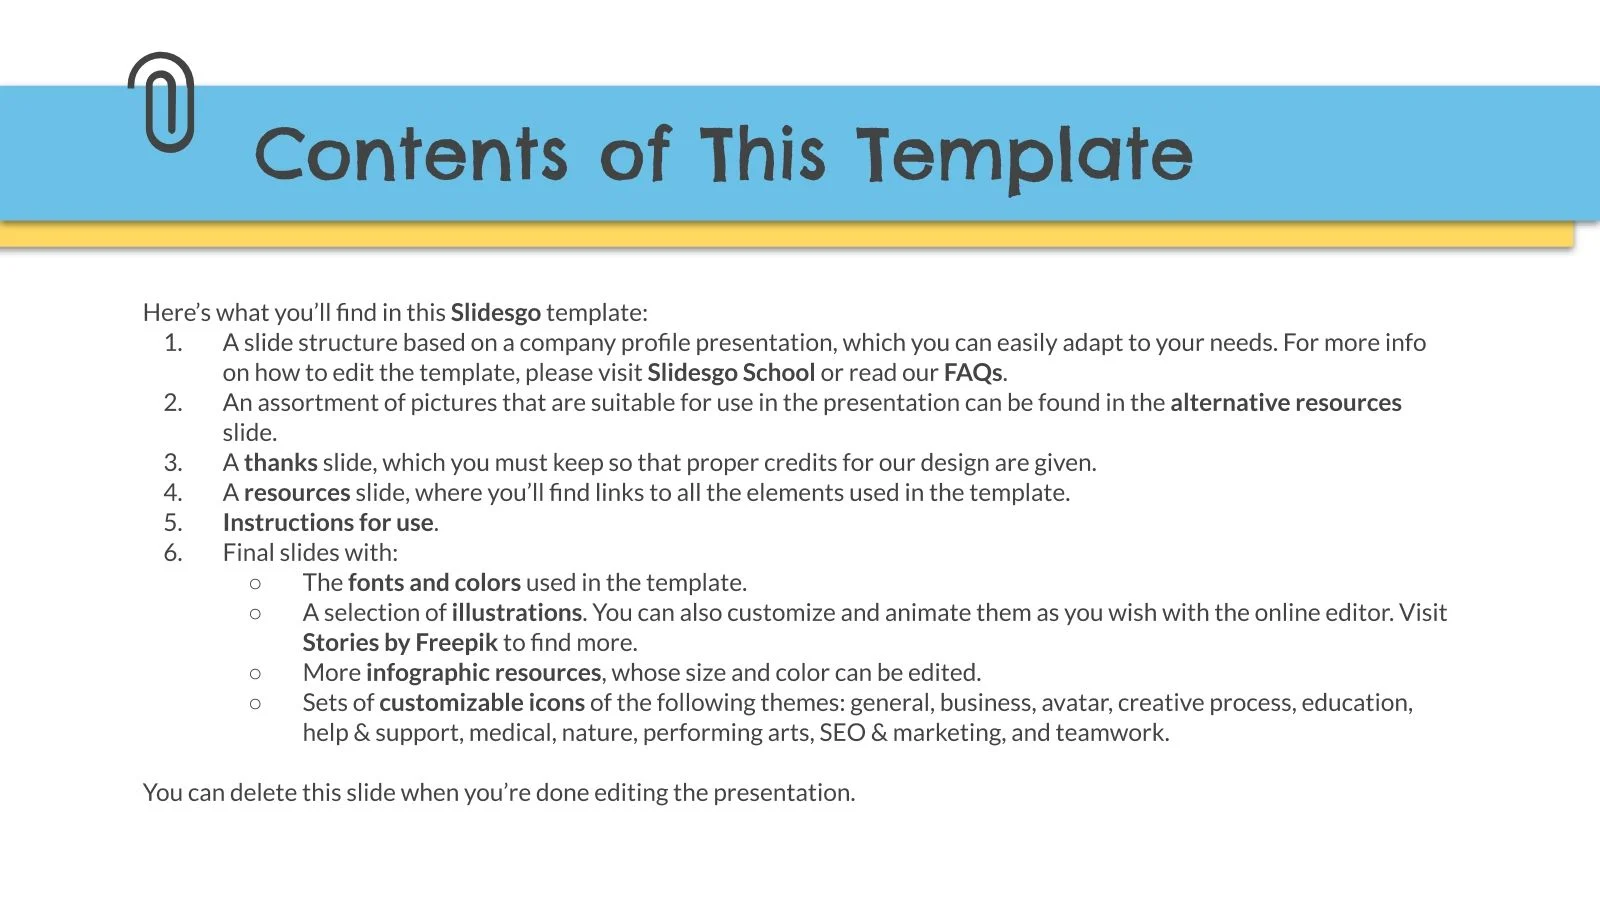 Contents of This Template
Here’s what you’ll find in this Slidesgo template:
1. A slide structure based on a company profile presentation, which you can easily adapt to your needs. For more info
on how to edit the template, please visit Slidesgo School or read our FAQs.
2. An assortment of pictures that are suitable for use in the presentation can be found in the alternative resources
slide.
3. A thanks slide, which you must keep so that proper credits for our design are given.
4. A resources slide, where you’ll find links to all the elements used in the template.
5. Instructions for use.
6. Final slides with:
○ The fonts and colors used in the template.
○ A selection of illustrations. You can also customize and animate them as you wish with the online editor. Visit
Stories by Freepik to find more.
○ More infographic resources, whose size and color can be edited.
○ Sets of customizable icons of the following themes: general, business, avatar, creative process, education,
help & support, medical, nature, performing arts, SEO & marketing, and teamwork.
You can delete this slide when you’re done editing the presentation.